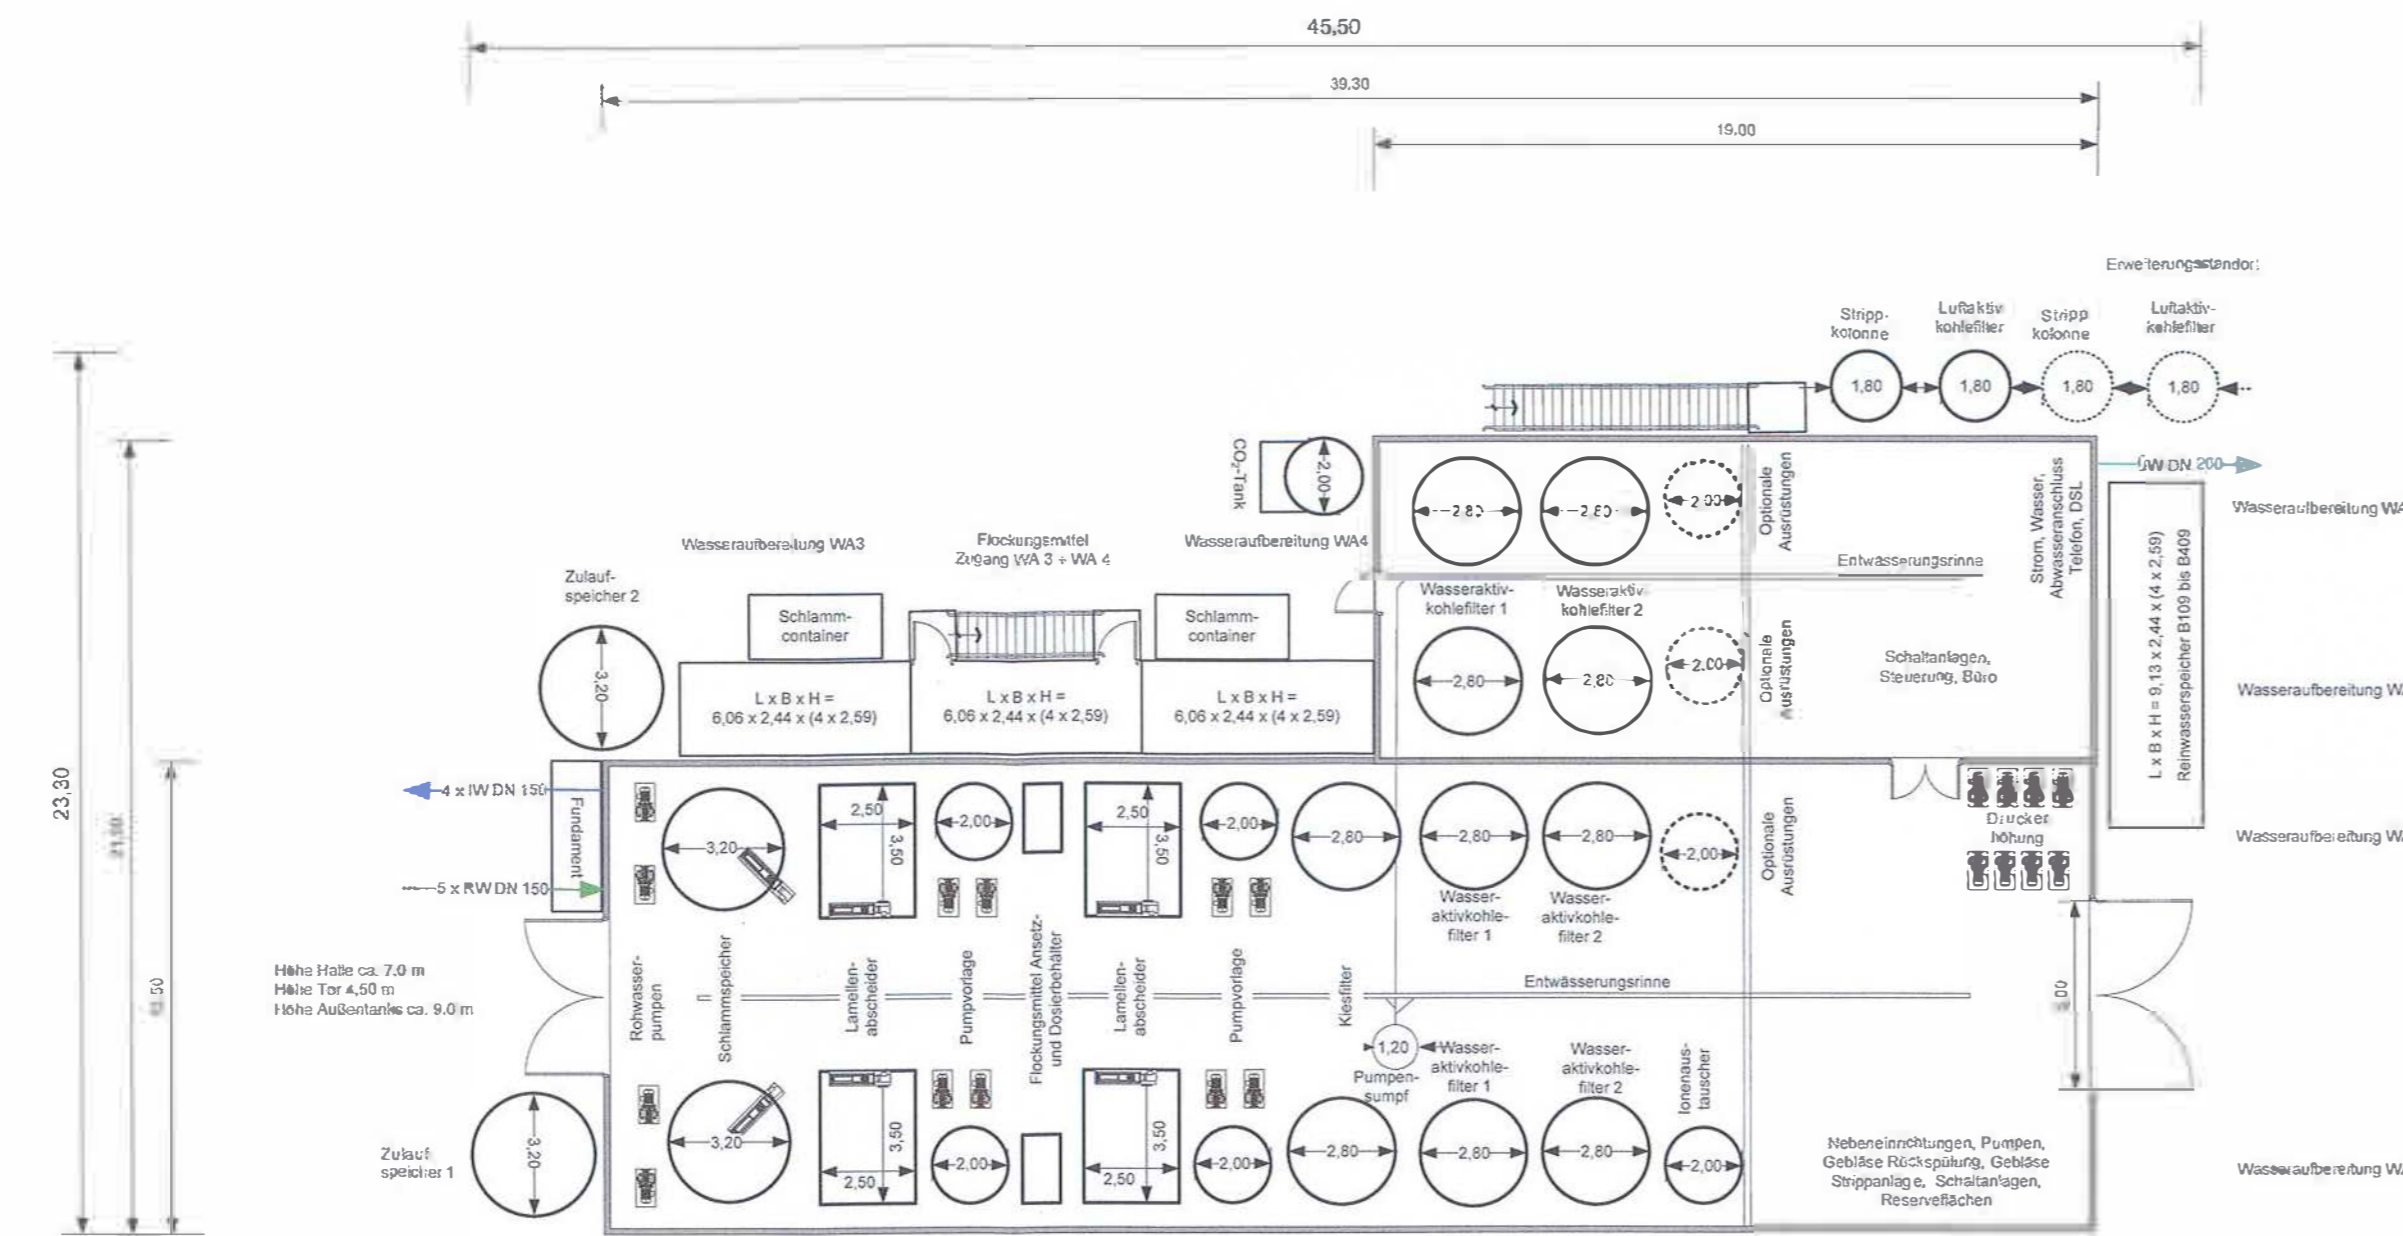 45,50
39,30
19,00
Stripp-
kolonne
Luftaktiv
kohlefilter
Stripp
kolonne
Luftaktiv-
kohlefilter
1,80
1,80
1,80
1,80
CO₂-Tank
2,00
2,80
2,80
2,00
Optionale
Ausrüstungen
Strom, Wasser,
Abwasseranschluss
Telefon, DSL
DN 200
Wasseraufbereitung WA3
Flockungsmittel
Zugang WA 3 + WA 4
Wasseraufbereitung WA4
Entwässerungsrinne
Wasseraufbereitung
Zulauf-
speicher 2
Schlamm-
container
Schlamm-
container
Wasseraktiv-
kohlefilter 1
Wasseraktiv
kohlefilter 2
3,20
L x B x H =
6,06 x 2,44 x (4 x 2,59)
L x B x H =
6,06 x 2,44 x (4 x 2,59)
L x B x H =
6,06 x 2,44 x (4 x 2,59)
2,80
2,80
2,00
Optionale
Ausrüstungen
Schaltanlagen,
Steuerung, Büro
L x B x H = 9,13 x 2,44 x (4 x 2,59)
Reinwasserspeicher B109 bis B409
Wasseraufbereitung
23,30
4 x IW DN 150
5 x RW DN 150
Fundament
3,20
2,50
3,50
2,00
2,50
3,50
2,00
2,80
2,80
2,80
2,00
Optionale
Ausrüstungen
Drucker
höhung
Wasseraufbereitung
Wasser-
aktivkohle-
filter 1
Wasser-
aktivkohle-
filter 2
Höhe Halle ca. 7.0 m
Höhe Tor 4,50 m
Höhe Außentanks ca. 9.0 m
Rohwasser-
pumpen
Schlammspeicher
Lamellen-
abscheider
Pumpvorlage
Flockungsmittel Ansetz-
und Dosierbehälter
Lamellen-
abscheider
Pumpvorlage
Kiesfilter
Entwässerungsrinne
1,20
Pumpen-
sumpf
Wasser-
aktivkohle-
filter 1
Wasser-
aktivkohle-
filter 2
Ionenaus-
tauscher
Zulauf
speicher 1
3,20
3,20
3,50
2,50
2,00
3,50
2,50
2,00
2,80
2,80
2,80
2,00
Nebeneinrichtungen, Pumpen,
Gebläse Rückspülung, Gebläse
Strippanlage, Schaltanlagen,
Reserveflächen
Wasseraufbereitung